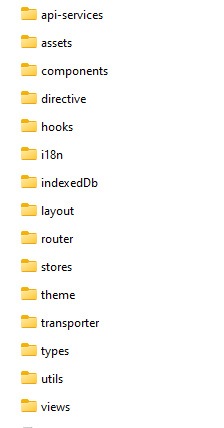 api-services
assets
components
directive
hooks
i18n
indexedDb
layout
router
stores
theme
transporter
types
utils
views